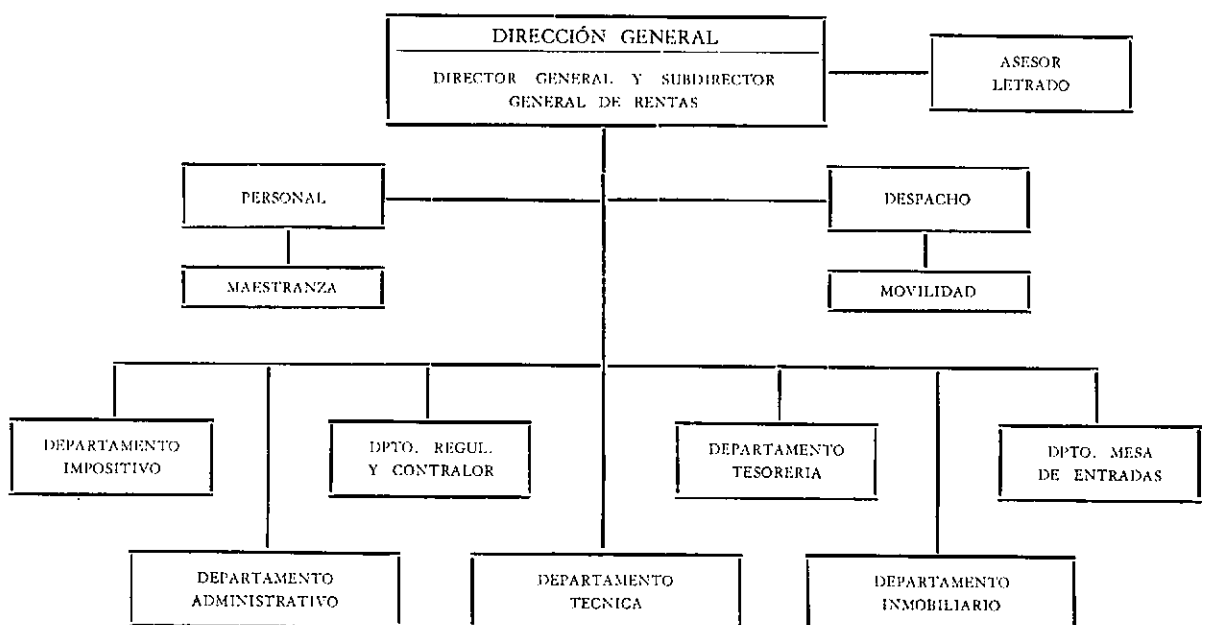 DIRECCIÓN GENERAL
DIRECTOR GENERAL Y SUBDIRECTOR
GENERAL DE RENTAS
ASESOR
LETRADO
PERSONAL
DESPACHO
MAESTRANZA
MOVILIDAD
DEPARTAMENTO
IMPOSITIVO
DPTO. REGUL.
Y CONTRALOR
DEPARTAMENTO
TESORERIA
DPTO. MESA
DE ENTRADAS
DEPARTAMENTO
ADMINISTRATIVO
DEPARTAMENTO
TECNICA
DEPARTAMENTO
INMOBILIARIO